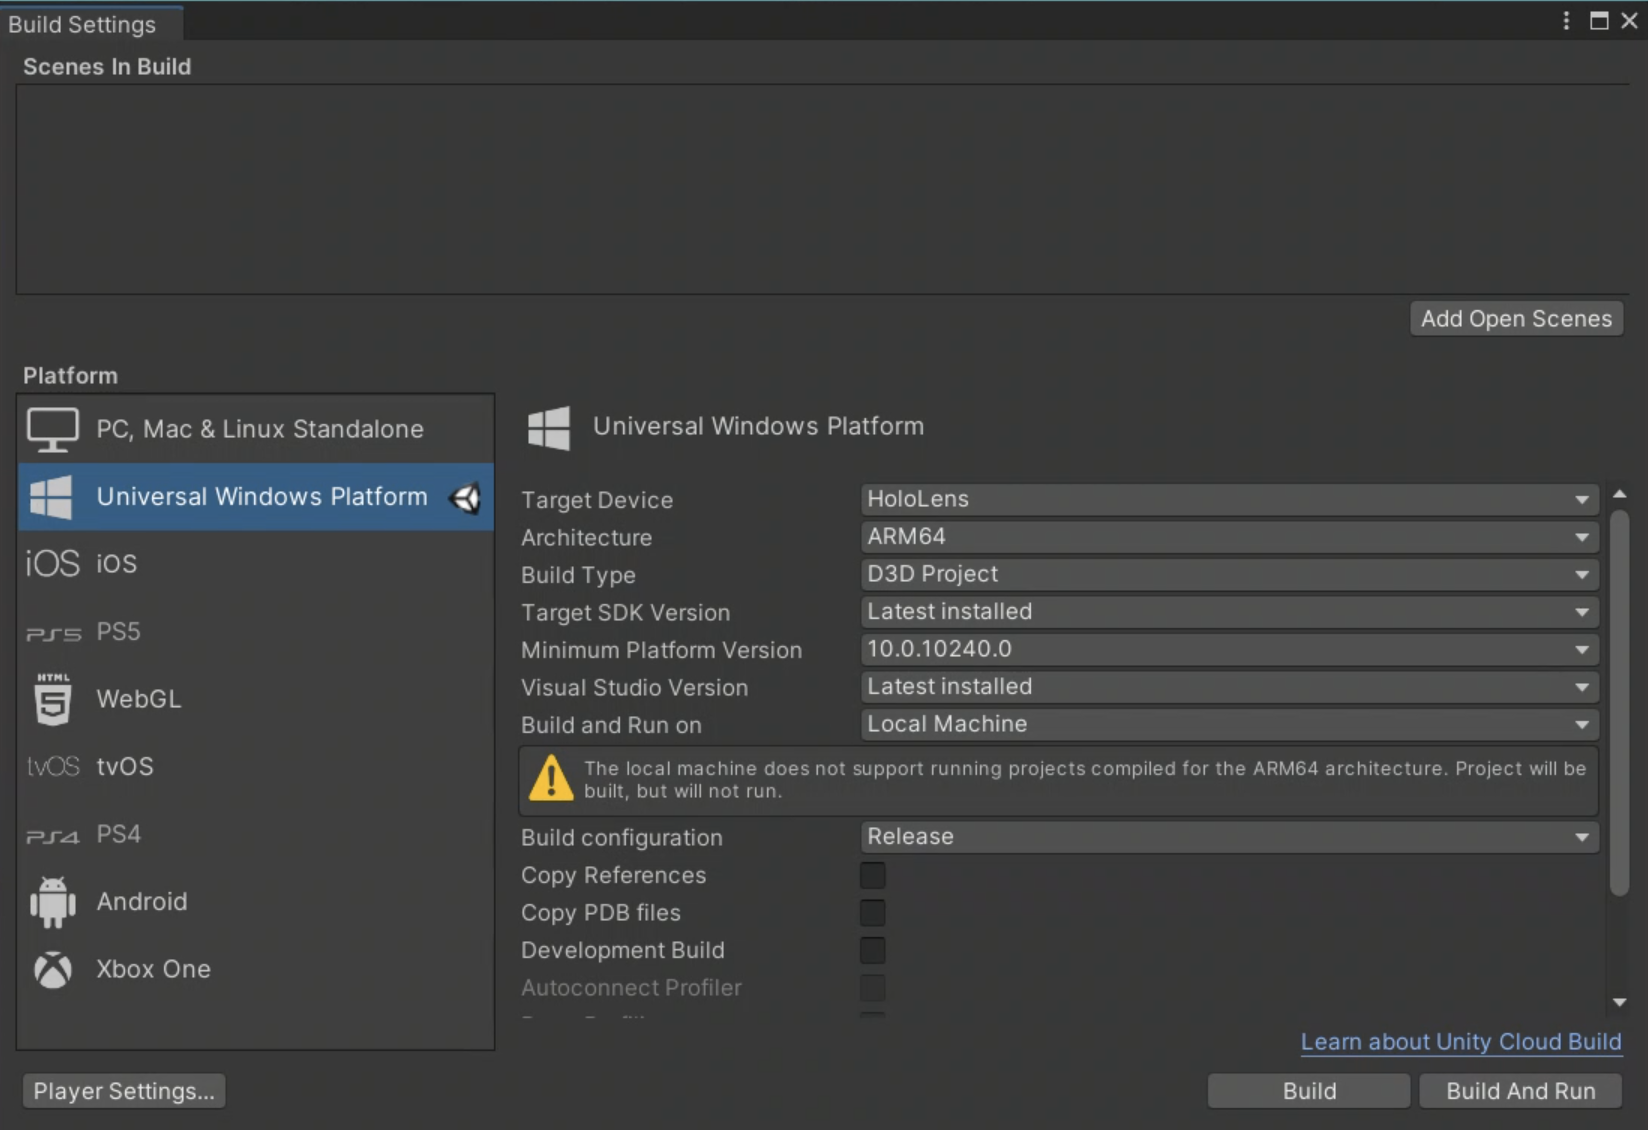 Build Settings
Scenes In Build
Add Open Scenes
Platform
PC, Mac & Linux Standalone
Universal Windows Platform
iOS iOS
PS5 PS5
HTML
5 WebGL
tvOS tvOS
PS4 PS4
Android
Xbox One
Universal Windows Platform
Target Device HoloLens
Architecture ARM64
Build Type D3D Project
Target SDK Version Latest installed
Minimum Platform Version 10.0.10240.0
Visual Studio Version Latest installed
Build and Run on Local Machine
The local machine does not support running projects compiled for the ARM64 architecture. Project will be
built, but will not run.
Build configuration Release
Copy References
Copy PDB files
Development Build
Autoconnect Profiler
Learn about Unity Cloud Build
Player Settings...
Build
Build And Run